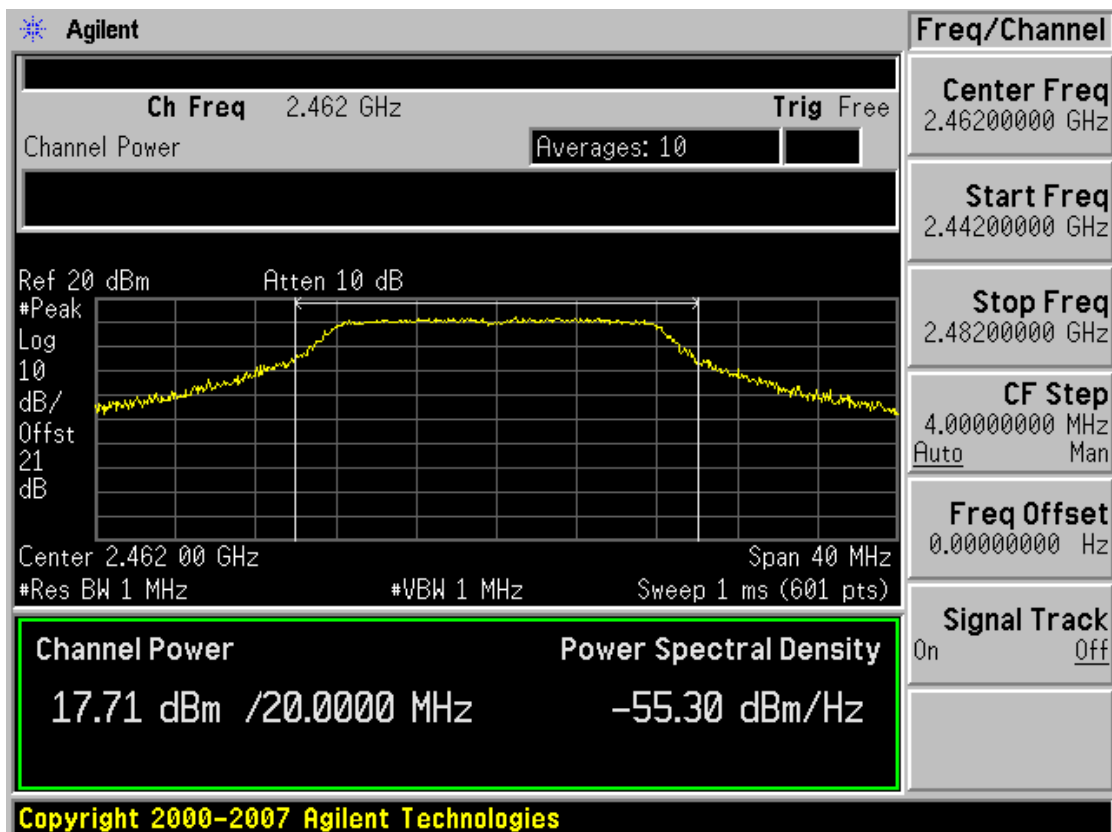 Agilent
Freq/Channel
Ch Freq 2.462 GHz Trig Free
Channel Power Averages: 10
Ref 20 dBm Atten 10 dB
#Peak
Log
10
dB/
Offst
21
dB
Center 2.462 00 GHz Span 40 MHz
#Res BW 1 MHz #VBW 1 MHz Sweep 1 ms (601 pts)
Channel Power Power Spectral Density
17.71 dBm /20.0000 MHz -55.30 dBm/Hz
Center Freq
2.46200000 GHz
Start Freq
2.44200000 GHz
Stop Freq
2.48200000 GHz
CF Step
4.00000000 MHz
Auto Man
Freq Offset
0.00000000 Hz
Signal Track
On Off
Copyright 2000-2007 Agilent Technologies